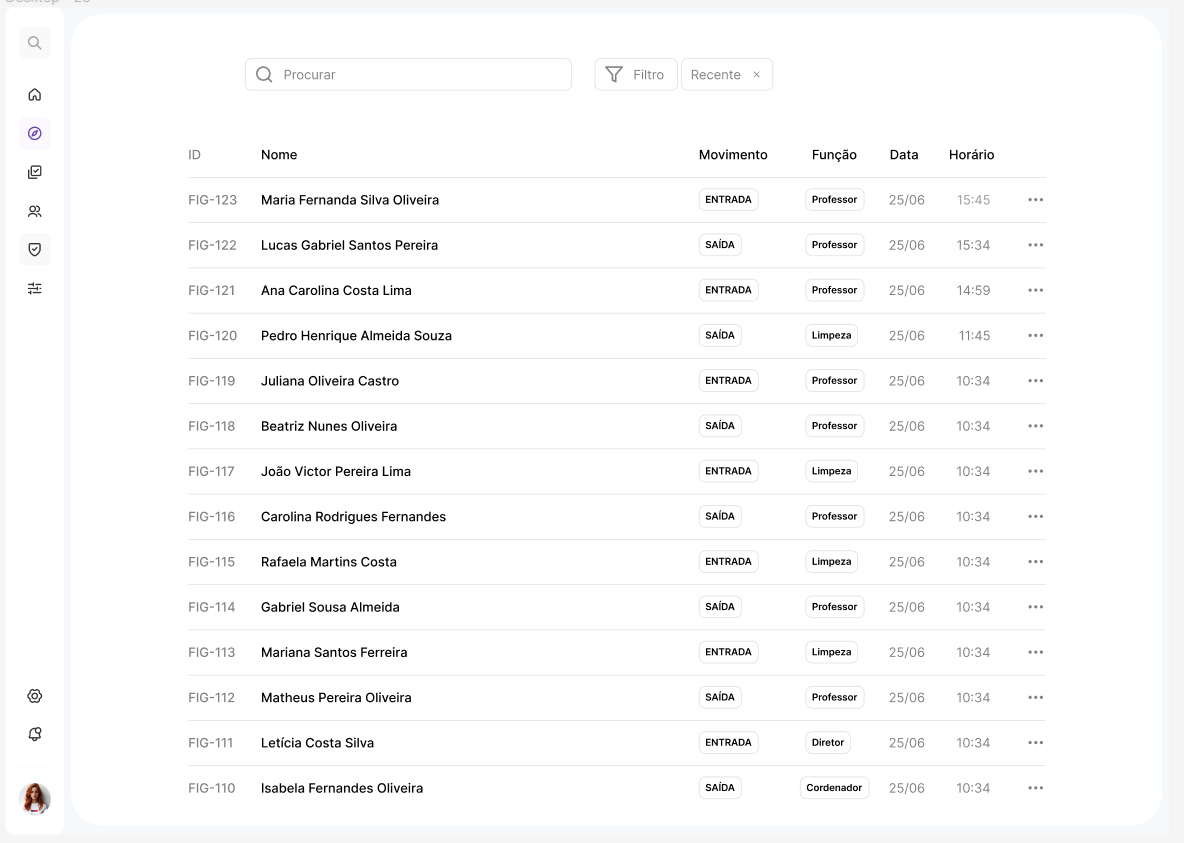 Procurar Filtro Recente ×
ID Nome Movimento Função Data Horário
FIG-123 Maria Fernanda Silva Oliveira ENTRADA Professor 25/06 15:45
FIG-122 Lucas Gabriel Santos Pereira SAÍDA Professor 25/06 15:34
FIG-121 Ana Carolina Costa Lima ENTRADA Professor 25/06 14:59
FIG-120 Pedro Henrique Almeida Souza SAÍDA Limpeza 25/06 11:45
FIG-119 Juliana Oliveira Castro ENTRADA Professor 25/06 10:34
FIG-118 Beatriz Nunes Oliveira SAÍDA Professor 25/06 10:34
FIG-117 João Victor Pereira Lima ENTRADA Limpeza 25/06 10:34
FIG-116 Carolina Rodrigues Fernandes SAÍDA Professor 25/06 10:34
FIG-115 Rafaela Martins Costa ENTRADA Limpeza 25/06 10:34
FIG-114 Gabriel Sousa Almeida SAÍDA Professor 25/06 10:34
FIG-113 Mariana Santos Ferreira ENTRADA Limpeza 25/06 10:34
FIG-112 Matheus Pereira Oliveira SAÍDA Professor 25/06 10:34
FIG-111 Letícia Costa Silva ENTRADA Diretor 25/06 10:34
FIG-110 Isabela Fernandes Oliveira SAÍDA Cordenador 25/06 10:34